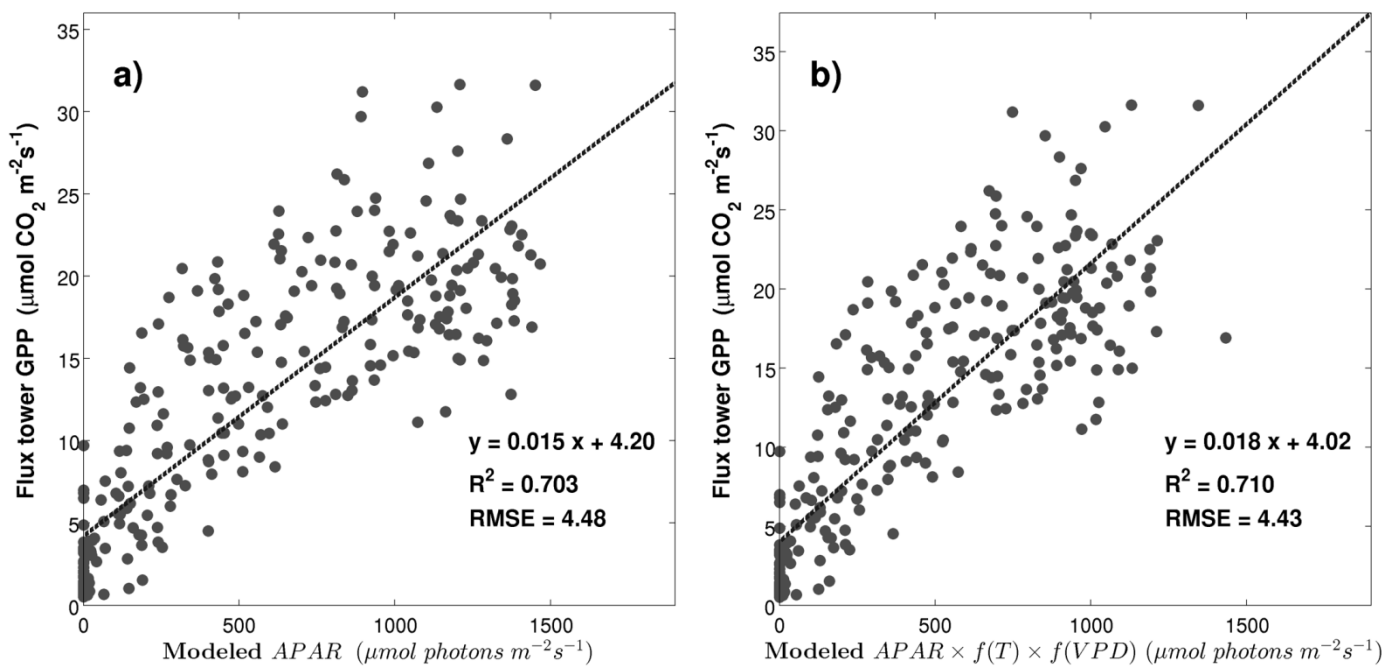 a)
Flux tower GPP (μmol CO₂ m⁻²s⁻¹)
35
30
25
20
15
10
5
0
y = 0.015 x + 4.20
R² = 0.703
RMSE = 4.48
0 500 1000 1500
Modeled APAR (μmol photons m⁻²s⁻¹)
b)
Flux tower GPP (μmol CO₂ m⁻²s⁻¹)
35
30
25
20
15
10
5
0
y = 0.018 x + 4.02
R² = 0.710
RMSE = 4.43
0 500 1000 1500
Modeled APAR × f(T) × f(VPD) (μmol photons m⁻²s⁻¹)